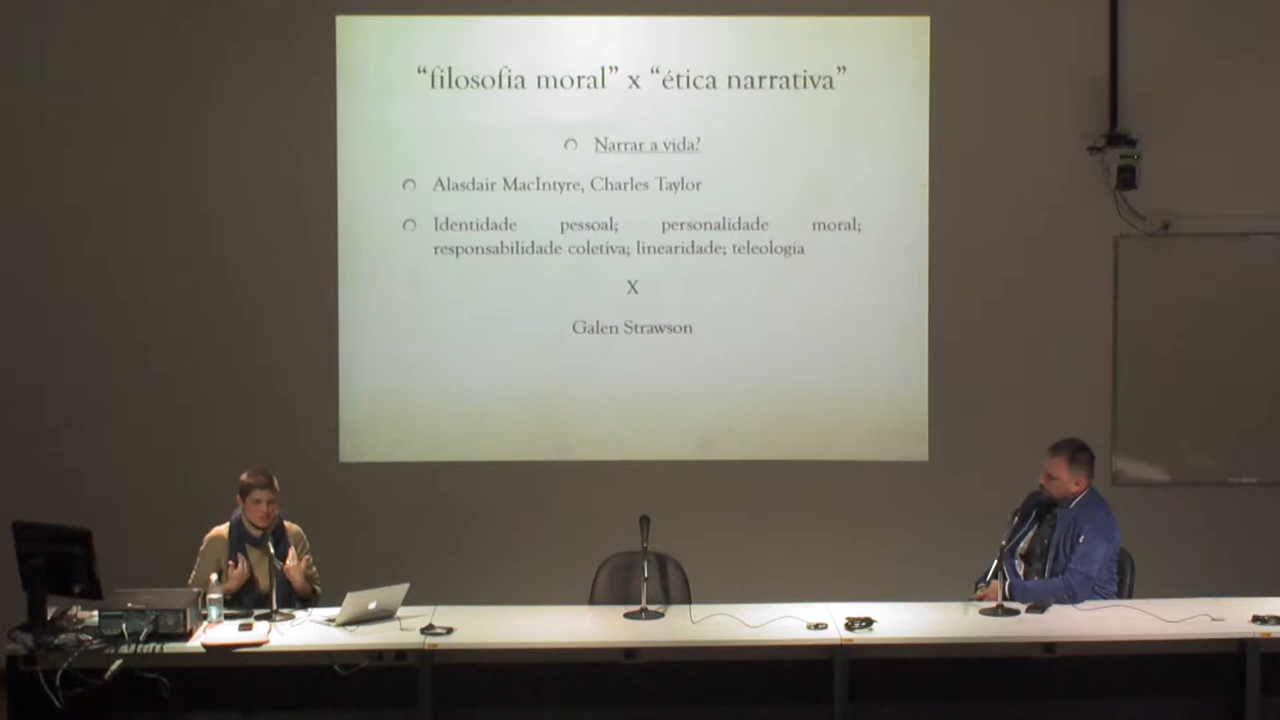 “filosofia moral” x “ética narrativa”
Narrar a vida?
Alasdair MacIntyre, Charles Taylor
Identidade pessoal; personalidade moral;
responsabilidade coletiva; linearidade; teleologia
X
Galen Strawson